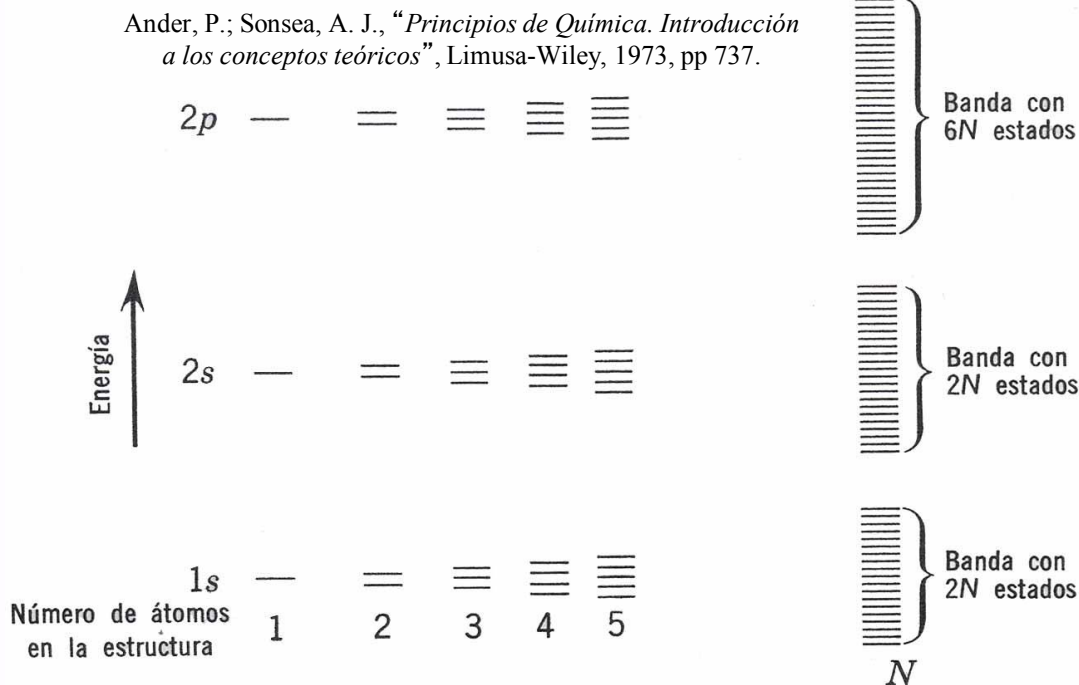 Ander, P.; Sonsea, A. J., “Principios de Química. Introducción
a los conceptos teóricos”, Limusa-Wiley, 1973, pp 737.
2p
Banda con
6N estados
Energía
2s
Banda con
2N estados
1s
Banda con
2N estados
Número de átomos
en la estructura
1 2 3 4 5
N